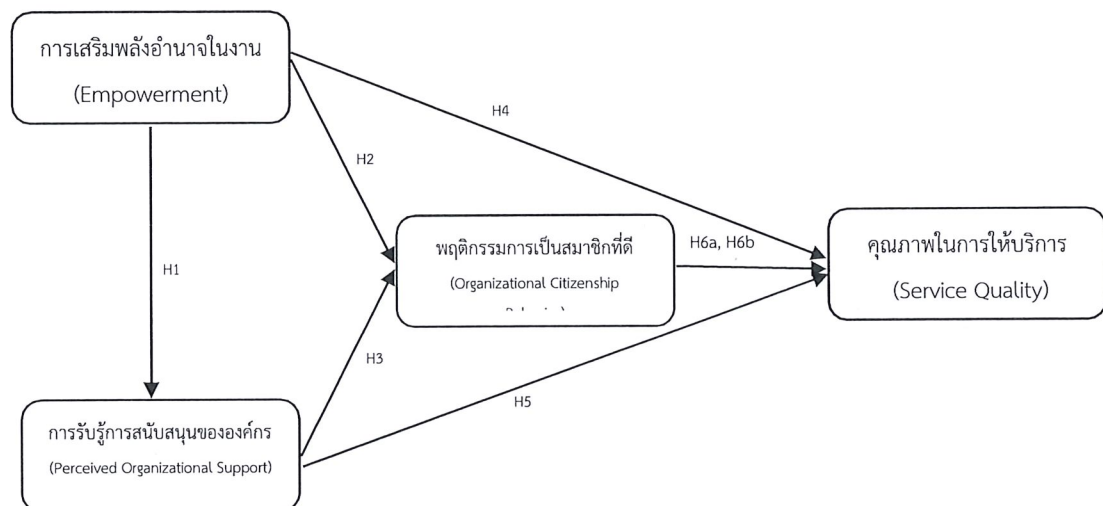 การเสริมพลังอำนาจในงาน
(Empowerment)
H4
H2
พฤติกรรมการเป็นสมาชิกที่ดี
(Organizational Citizenship
H6a, H6b
คุณภาพในการให้บริการ
(Service Quality)
H1
H3
H5
การรับรู้การสนับสนุนขององค์กร
(Perceived Organizational Support)